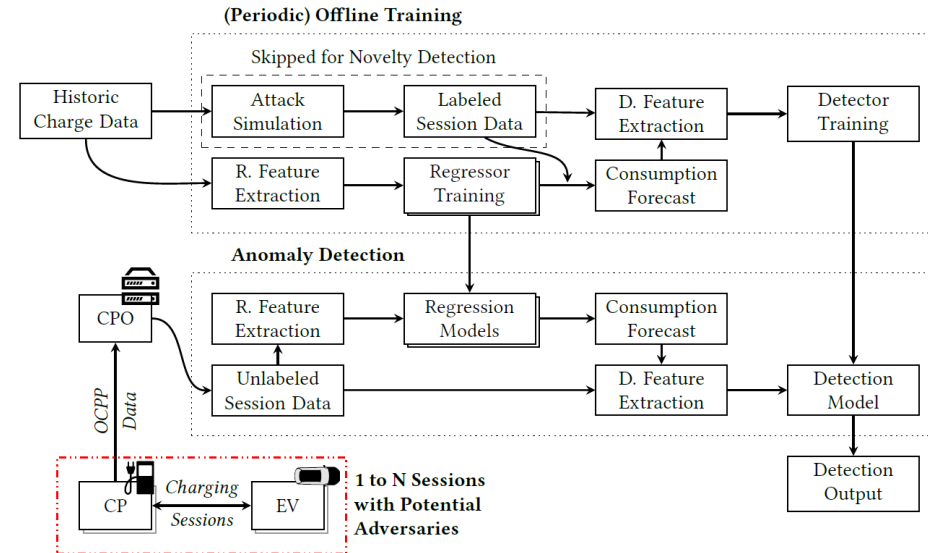 (Periodic) Offline Training
Skipped for Novelty Detection
Historic
Charge Data
Attack
Simulation
Labeled
Session Data
D. Feature
Extraction
Detector
Training
R. Feature
Extraction
Regressor
Training
Consumption
Forecast
Anomaly Detection
CPO
R. Feature
Extraction
Regression
Models
Consumption
Forecast
Unlabeled
Session Data
D. Feature
Extraction
Detection
Model
OCPP
Data
CP
Charging
Sessions
EV
1 to N Sessions
with Potential
Adversaries
Detection
Output